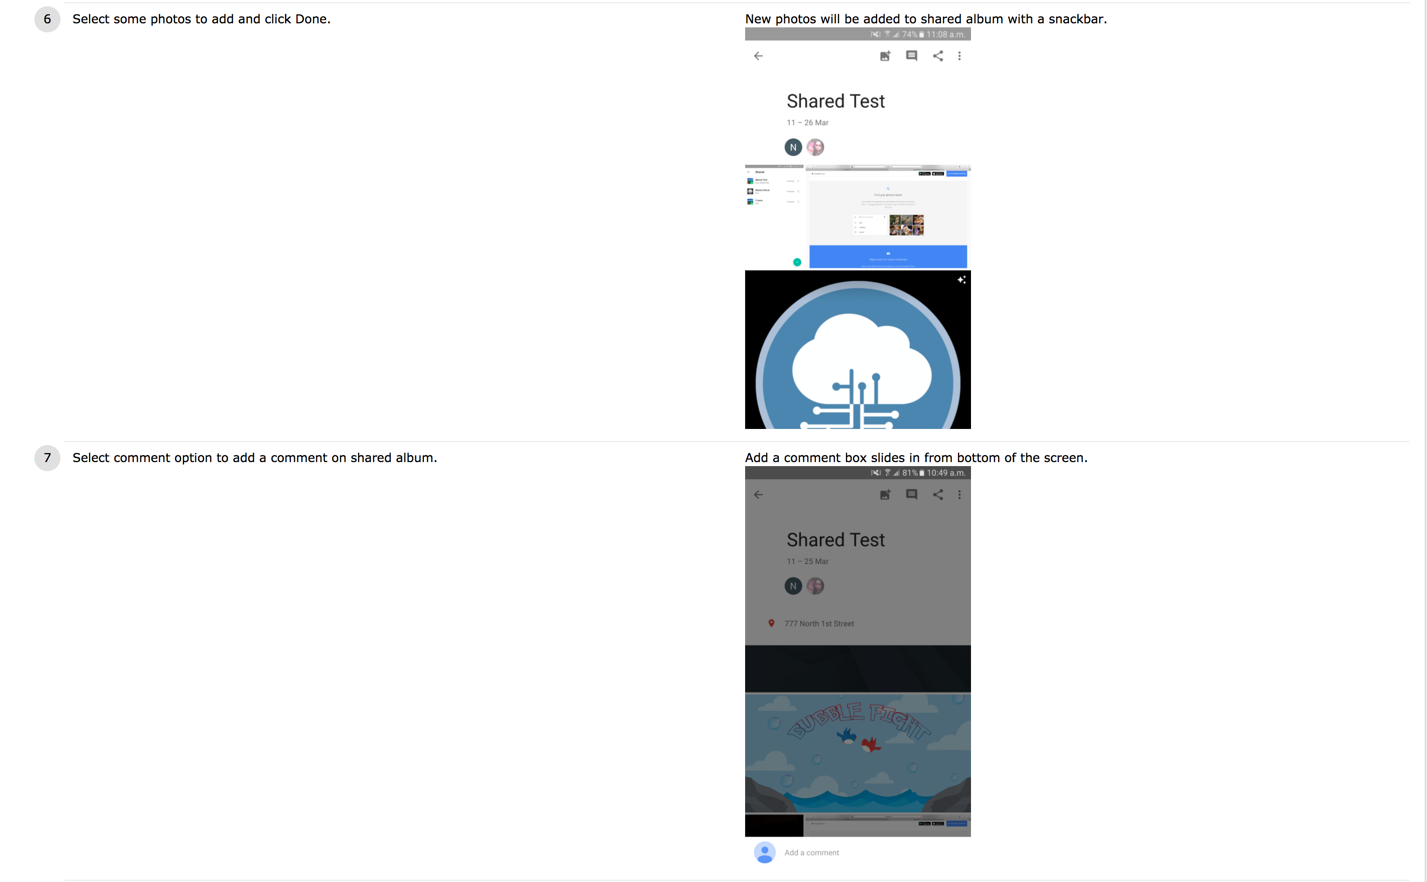 6
Select some photos to add and click Done.
New photos will be added to shared album with a snackbar.
74% 11:08 a.m.
Shared Test
11 – 26 Mar
N
7
Select comment option to add a comment on shared album.
Add a comment box slides in from bottom of the screen.
81% 10:49 a.m.
Shared Test
11 – 25 Mar
N
777 North 1st Street
BUBBLE FIGHT
Add a comment